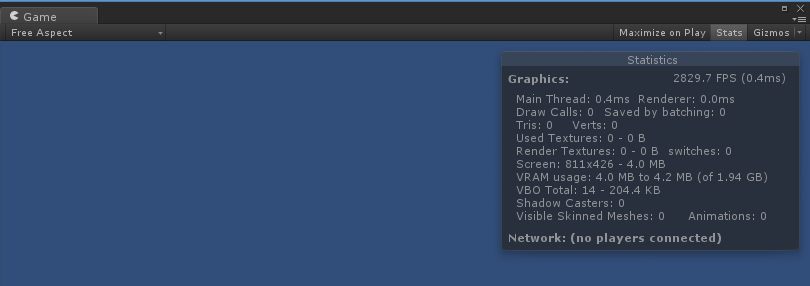 Game
Free Aspect Maximize on Play Stats Gizmos
Statistics
Graphics: 2829.7 FPS (0.4ms)
Main Thread: 0.4ms Renderer: 0.0ms
Draw Calls: 0 Saved by batching: 0
Tris: 0 Verts: 0
Used Textures: 0 - 0 B
Render Textures: 0 - 0 B switches: 0
Screen: 811x426 - 4.0 MB
VRAM usage: 4.0 MB to 4.2 MB (of 1.94 GB)
VBO Total: 14 - 204.4 KB
Shadow Casters: 0
Visible Skinned Meshes: 0 Animations: 0
Network: (no players connected)